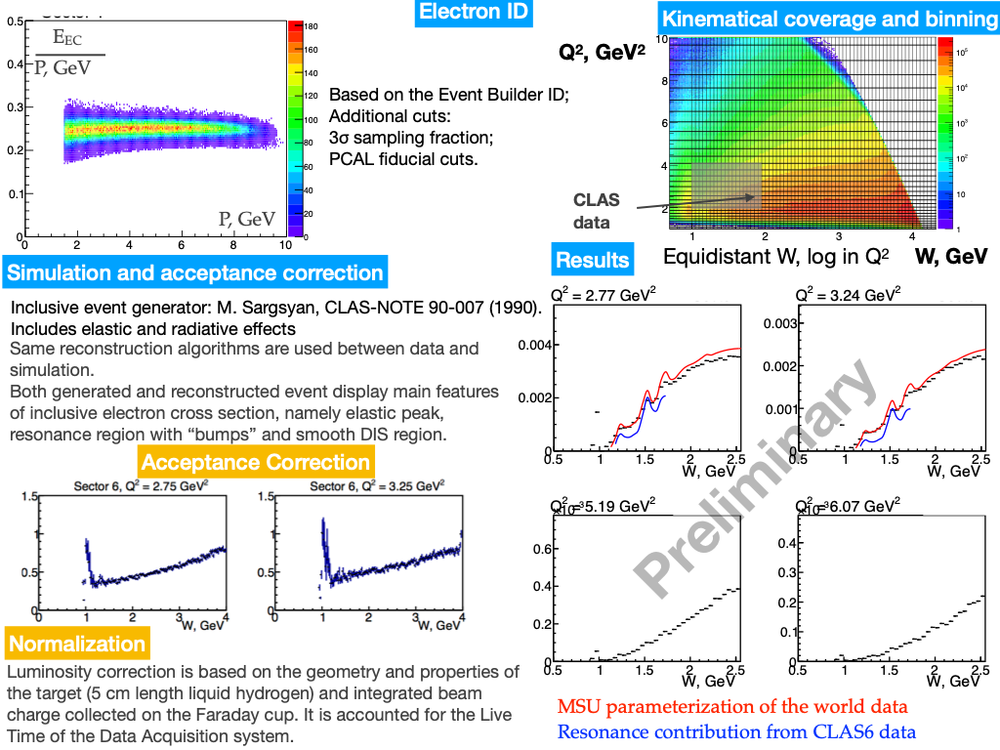 Electron ID
E_EC
P, GeV
0.5
0.4
0.3
0.2
0.1
0
0 2 4 6 8 10
P, GeV
180
160
140
120
100
80
60
40
20
0
Based on the Event Builder ID;
Additional cuts:
3σ sampling fraction;
PCAL fiducial cuts.
Kinematical coverage and binning
Q², GeV²
10
8
6
4
2
1 2 3 4
10⁵
10⁴
10³
10²
10
1
CLAS
data
Equidistant W, log in Q² W, GeV
Simulation and acceptance correction
Inclusive event generator: M. Sargsyan, CLAS-NOTE 90-007 (1990).
Includes elastic and radiative effects
Same reconstruction algorithms are used between data and
simulation.
Both generated and reconstructed event display main features
of inclusive electron cross section, namely elastic peak,
resonance region with “bumps” and smooth DIS region.
Acceptance Correction
Sector 6, Q² = 2.75 GeV²
1.5
1
0.5
0
0 1 2 3 4
W, GeV
Sector 6, Q² = 3.25 GeV²
1.5
1
0.5
0
0 1 2 3 4
W, GeV
Normalization
Luminosity correction is based on the geometry and properties of
the target (5 cm length liquid hydrogen) and integrated beam
charge collected on the Faraday cup. It is accounted for the Live
Time of the Data Acquisition system.
Results
Q² = 2.77 GeV²
0.004
0.002
0
0.5 1 1.5 2 2.5
W, GeV
Q² = 3.24 GeV²
0.003
0.002
0.001
0
0.5 1 1.5 2 2.5
W, GeV
Q² = 5.19 GeV²
×10⁻³
0.6
0.4
0.2
0
0.5 1 1.5 2 2.5
W, GeV
Q² = 6.07 GeV²
×10⁻³
0.4
0.3
0.2
0.1
0
0.5 1 1.5 2 2.5
W, GeV
Preliminary
MSU parameterization of the world data
Resonance contribution from CLAS6 data